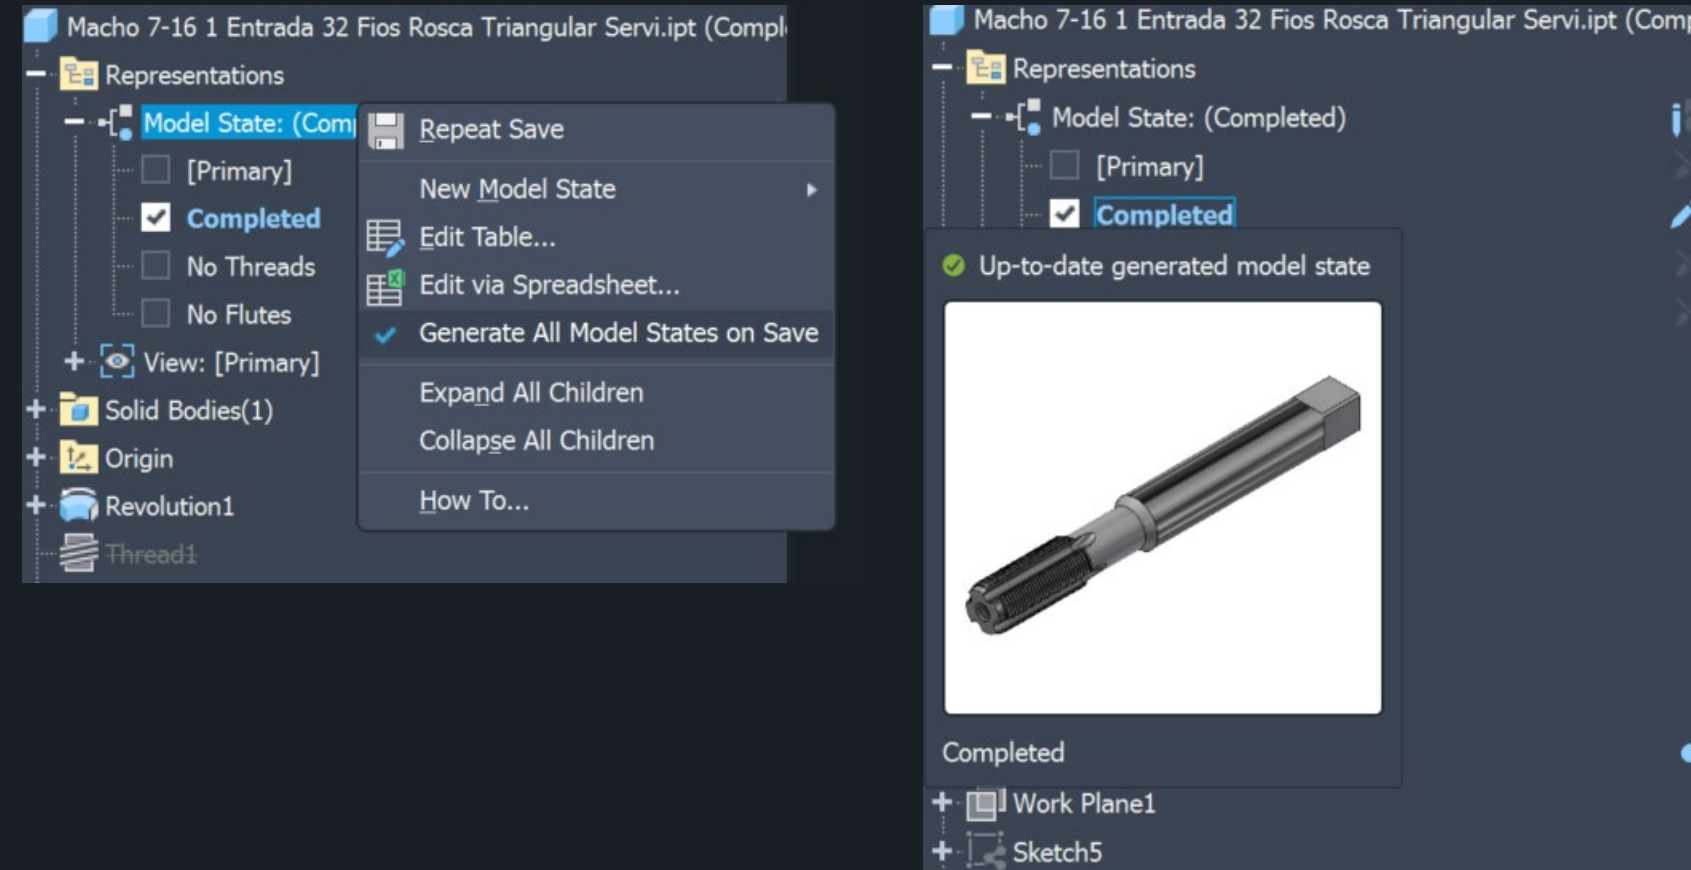 Macho 7-16 1 Entrada 32 Fios Rosca Triangular Servi.ipt (Compl
Representations
Model State: (Com
[Primary]
Completed
No Threads
No Flutes
View: [Primary]
Solid Bodies(1)
Origin
Revolution1
Thread1
Repeat Save
New Model State
Edit Table...
Edit via Spreadsheet...
Generate All Model States on Save
Expand All Children
Collapse All Children
How To...
Macho 7-16 1 Entrada 32 Fios Rosca Triangular Servi.ipt (Comp
Representations
Model State: (Completed)
[Primary]
Completed
Up-to-date generated model state
Completed
Work Plane1
Sketch5